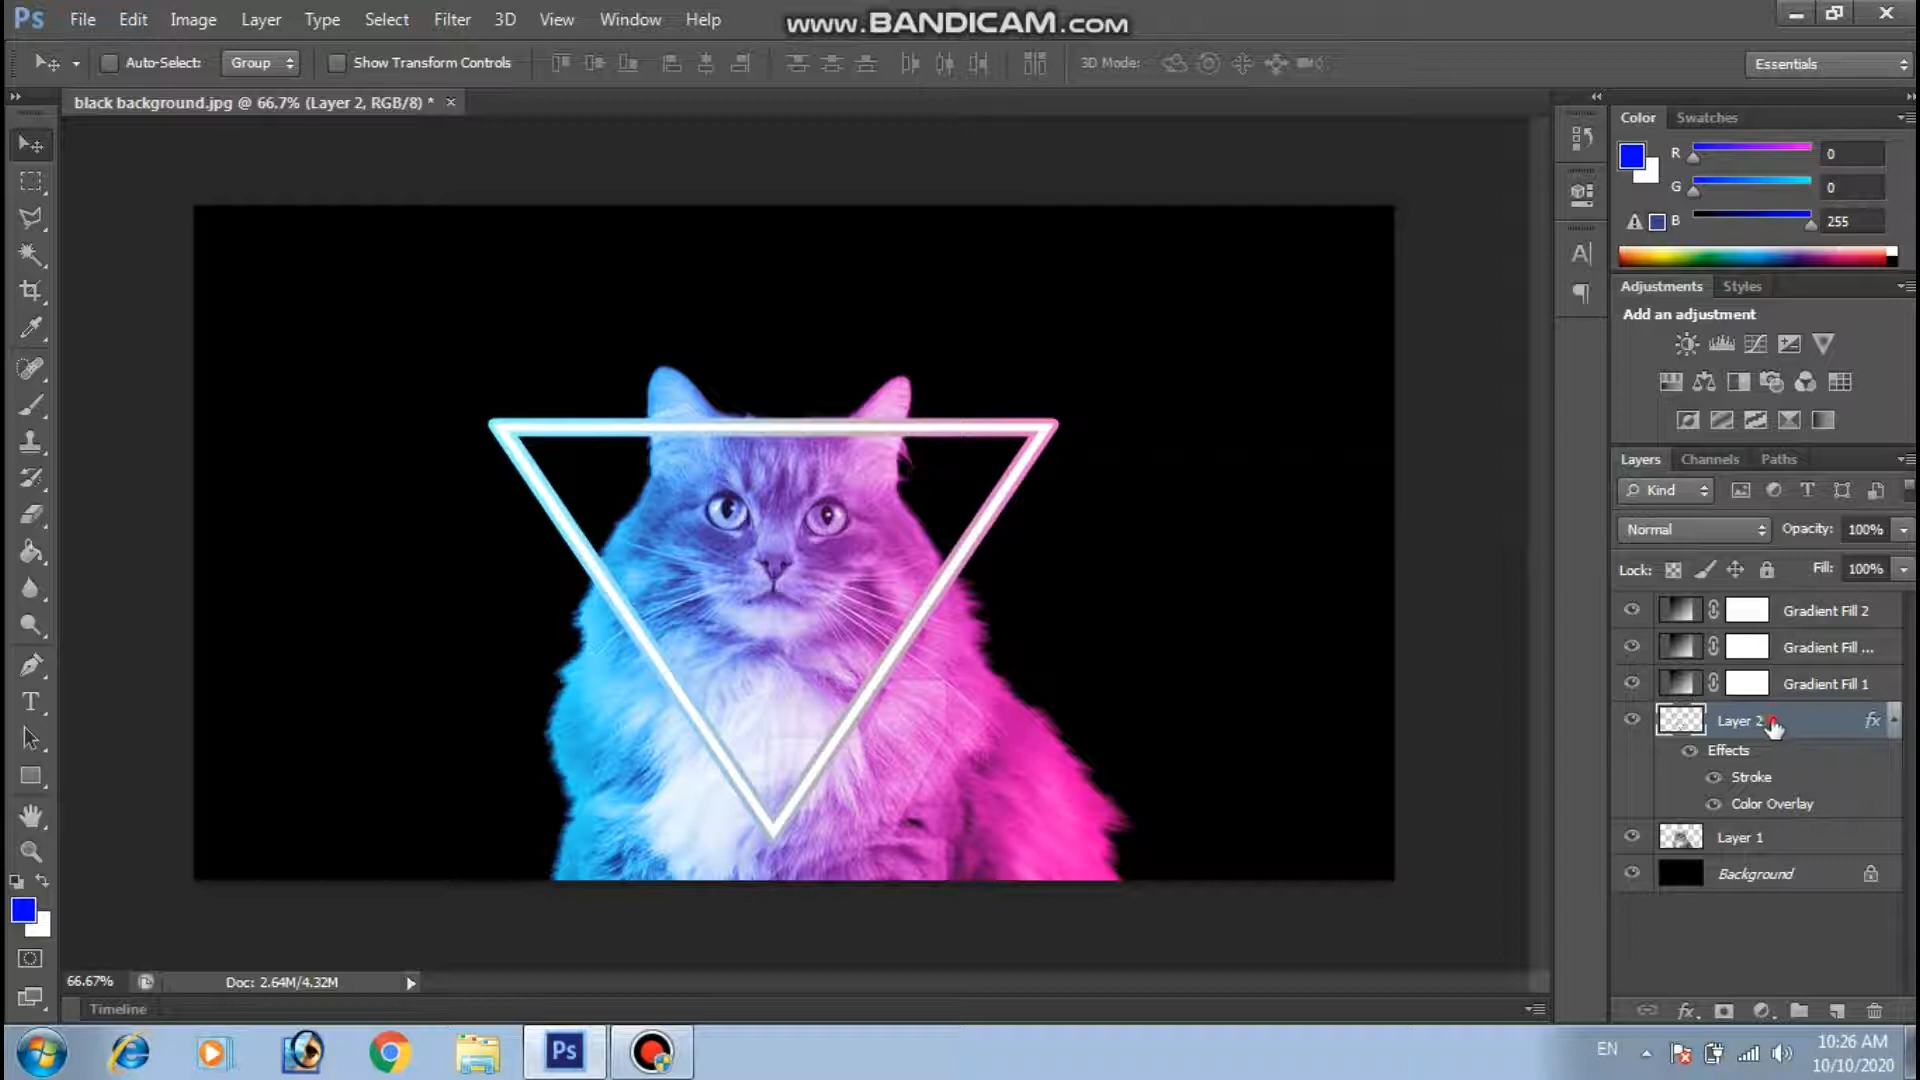 Ps File Edit Image Layer Type Select Filter 3D View Window Help
www.BANDICAM.com
Auto-Select: Group Show Transform Controls 3D Mode: Essentials
black background.jpg @ 66.7% (Layer 2, RGB/8) * ×
Color Swatches
R 0
G 0
B 255
Adjustments Styles
Add an adjustment
Layers Channels Paths
Kind
Normal Opacity: 100%
Lock: Fill: 100%
Gradient Fill 2
Gradient Fill ...
Gradient Fill 1
Layer 2 fx
Effects
Stroke
Color Overlay
Layer 1
Background
66.67% Doc: 2.64M/4.32M
Timeline
fx
Ps
EN
10:26 AM
10/10/2020